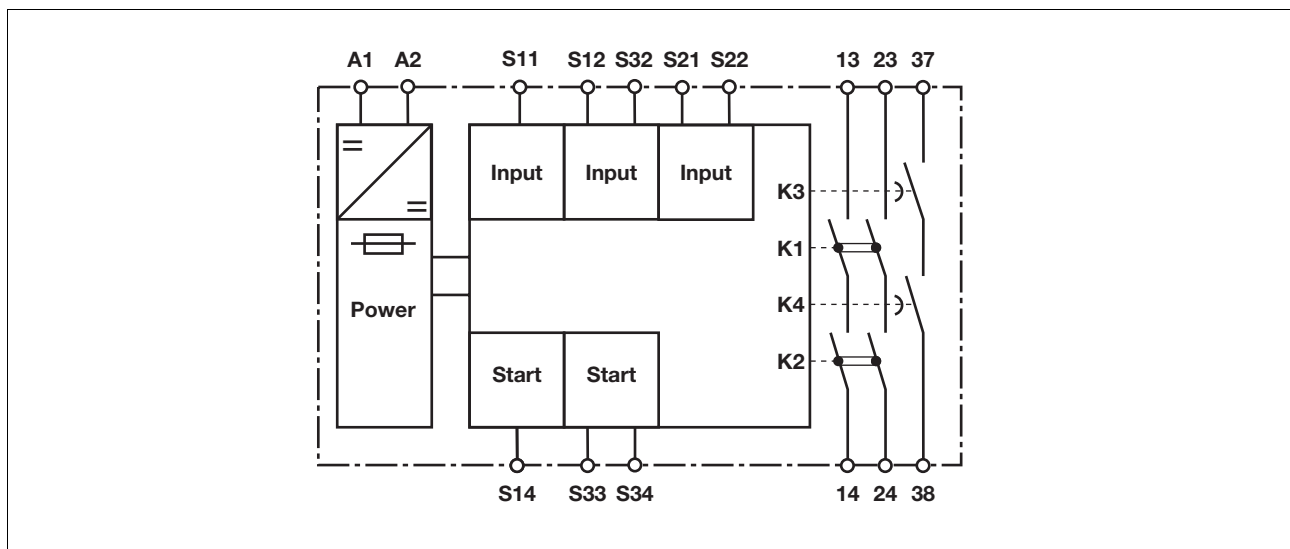 A1 A2 S11 S12 S32 S21 S22 13 23 37
Input Input Input
K3
K1
K4
Power
K2
Start Start
S14 S33 S34 14 24 38